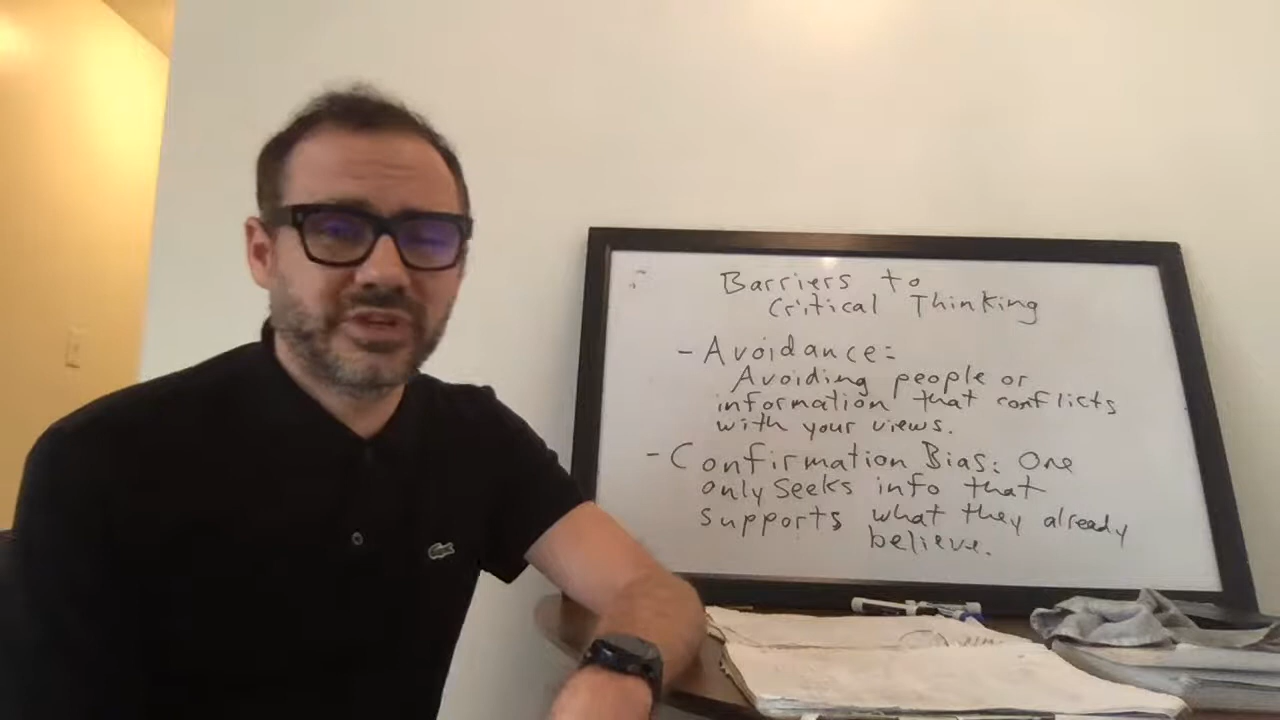 Barriers to
Critical Thinking
- Avoidance:
Avoiding people or
information that conflicts
with your views.
- Confirmation Bias: One
only seeks info that
supports what they already
believe.